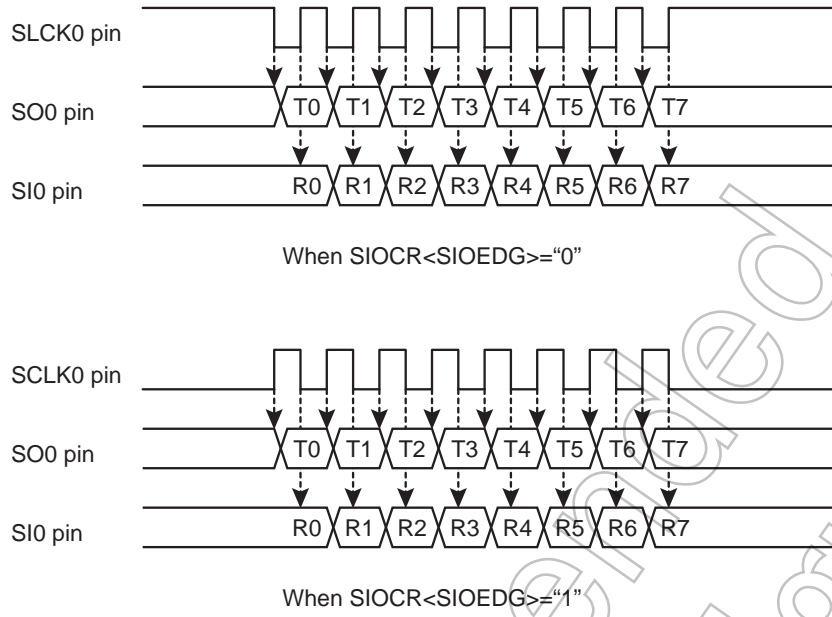 SLCK0 pin
SO0 pin T0 T1 T2 T3 T4 T5 T6 T7
SI0 pin R0 R1 R2 R3 R4 R5 R6 R7
When SIOCR<SIOEDG>=“0”
SCLK0 pin
SO0 pin T0 T1 T2 T3 T4 T5 T6 T7
SI0 pin R0 R1 R2 R3 R4 R5 R6 R7
When SIOCR<SIOEDG>=“1”
ended